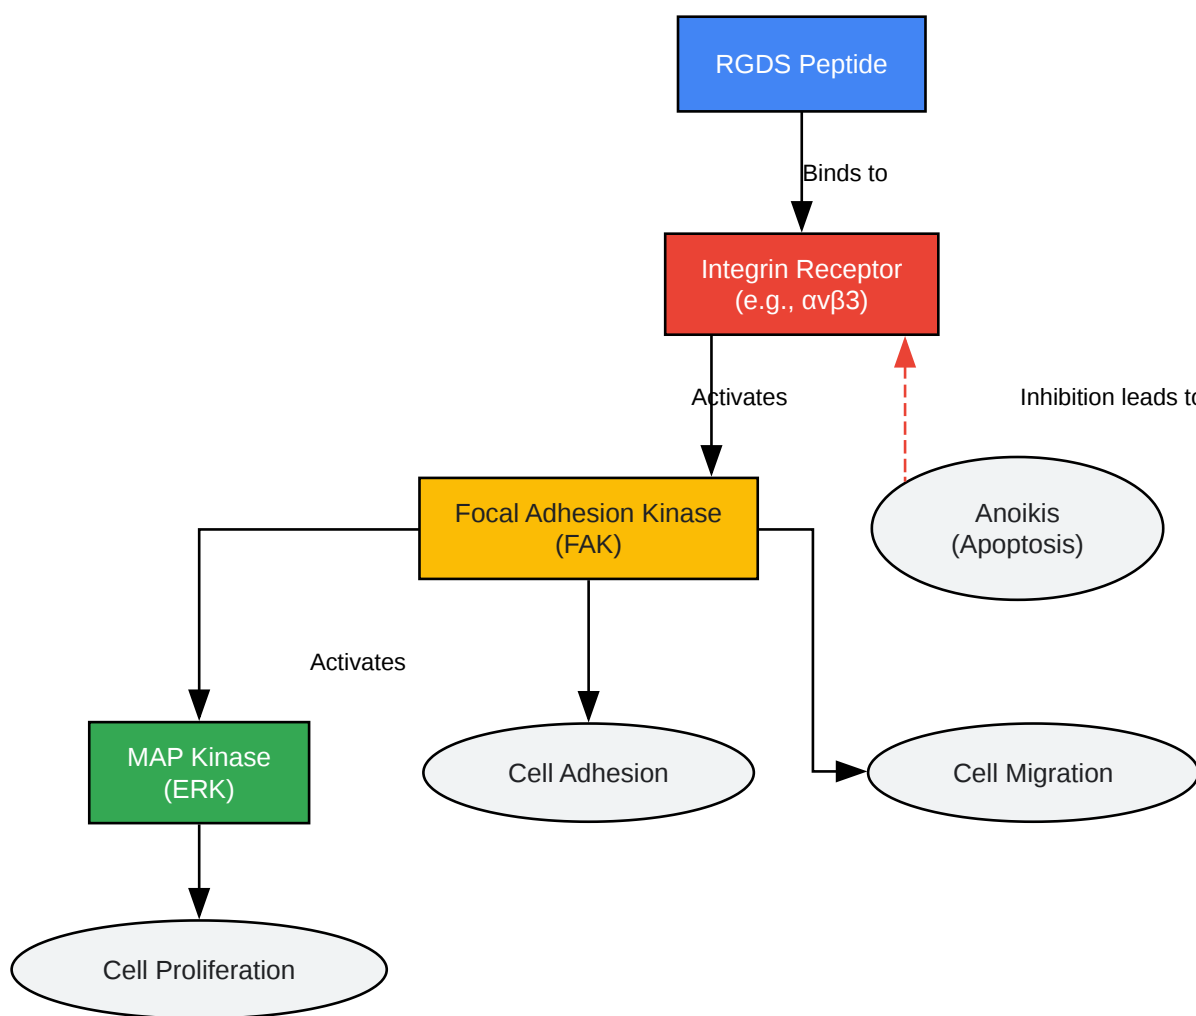 RGDS Peptide
Binds to
Integrin Receptor
(e.g., αvβ3)
Activates
Inhibition leads to
Focal Adhesion Kinase
(FAK)
Anoikis
(Apoptosis)
Activates
MAP Kinase
(ERK)
Cell Adhesion
Cell Migration
Cell Proliferation